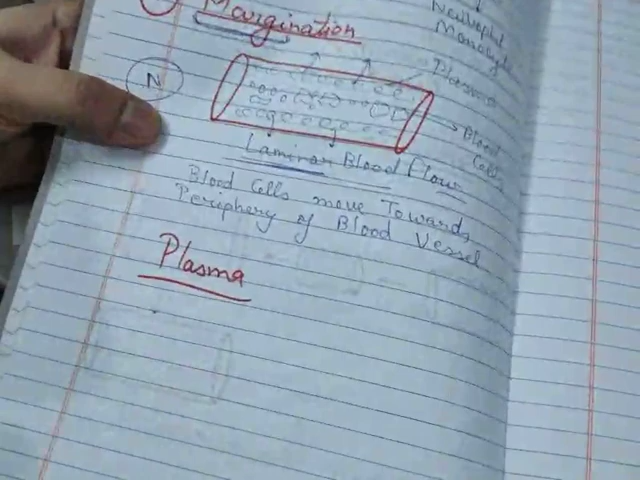 Margination
Neutrophil
Monocyte
N
Plasma
Blood
Cells
Laminar Blood Flow
Blood Cells move Towards
Periphery of Blood Vessel
Plasma